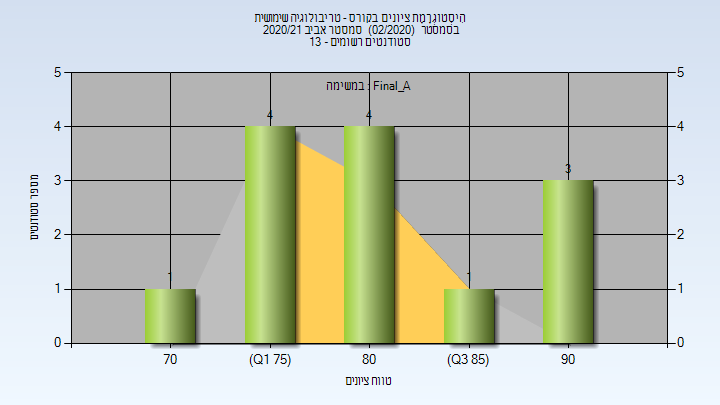 היסטוגרמת ציונים בקורס - טריבולוגיה שימושית
בסמסטר (02/2020) סמסטר אביב 2020/21
סטודנטים רשומים - 13
במשימה : Final_A
5 5
4 4
3 3
2 2
1 1
0 0
4 4
3
1 1
מספר סטודנטים
70 (Q1 75) 80 (Q3 85) 90
טווח ציונים